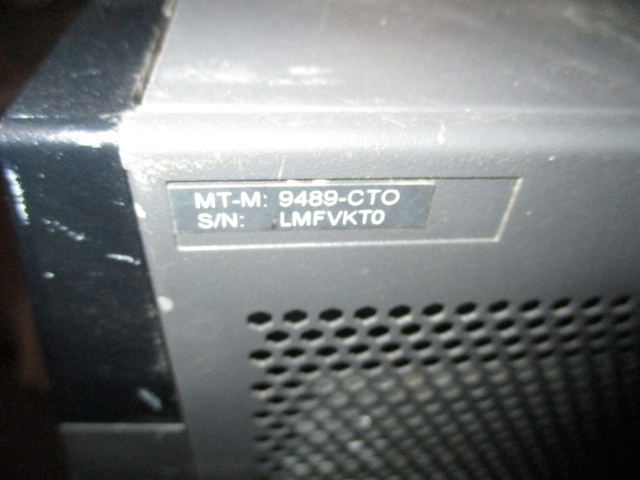 MT-M: 9489-CTO
S/N: LMFVKT0